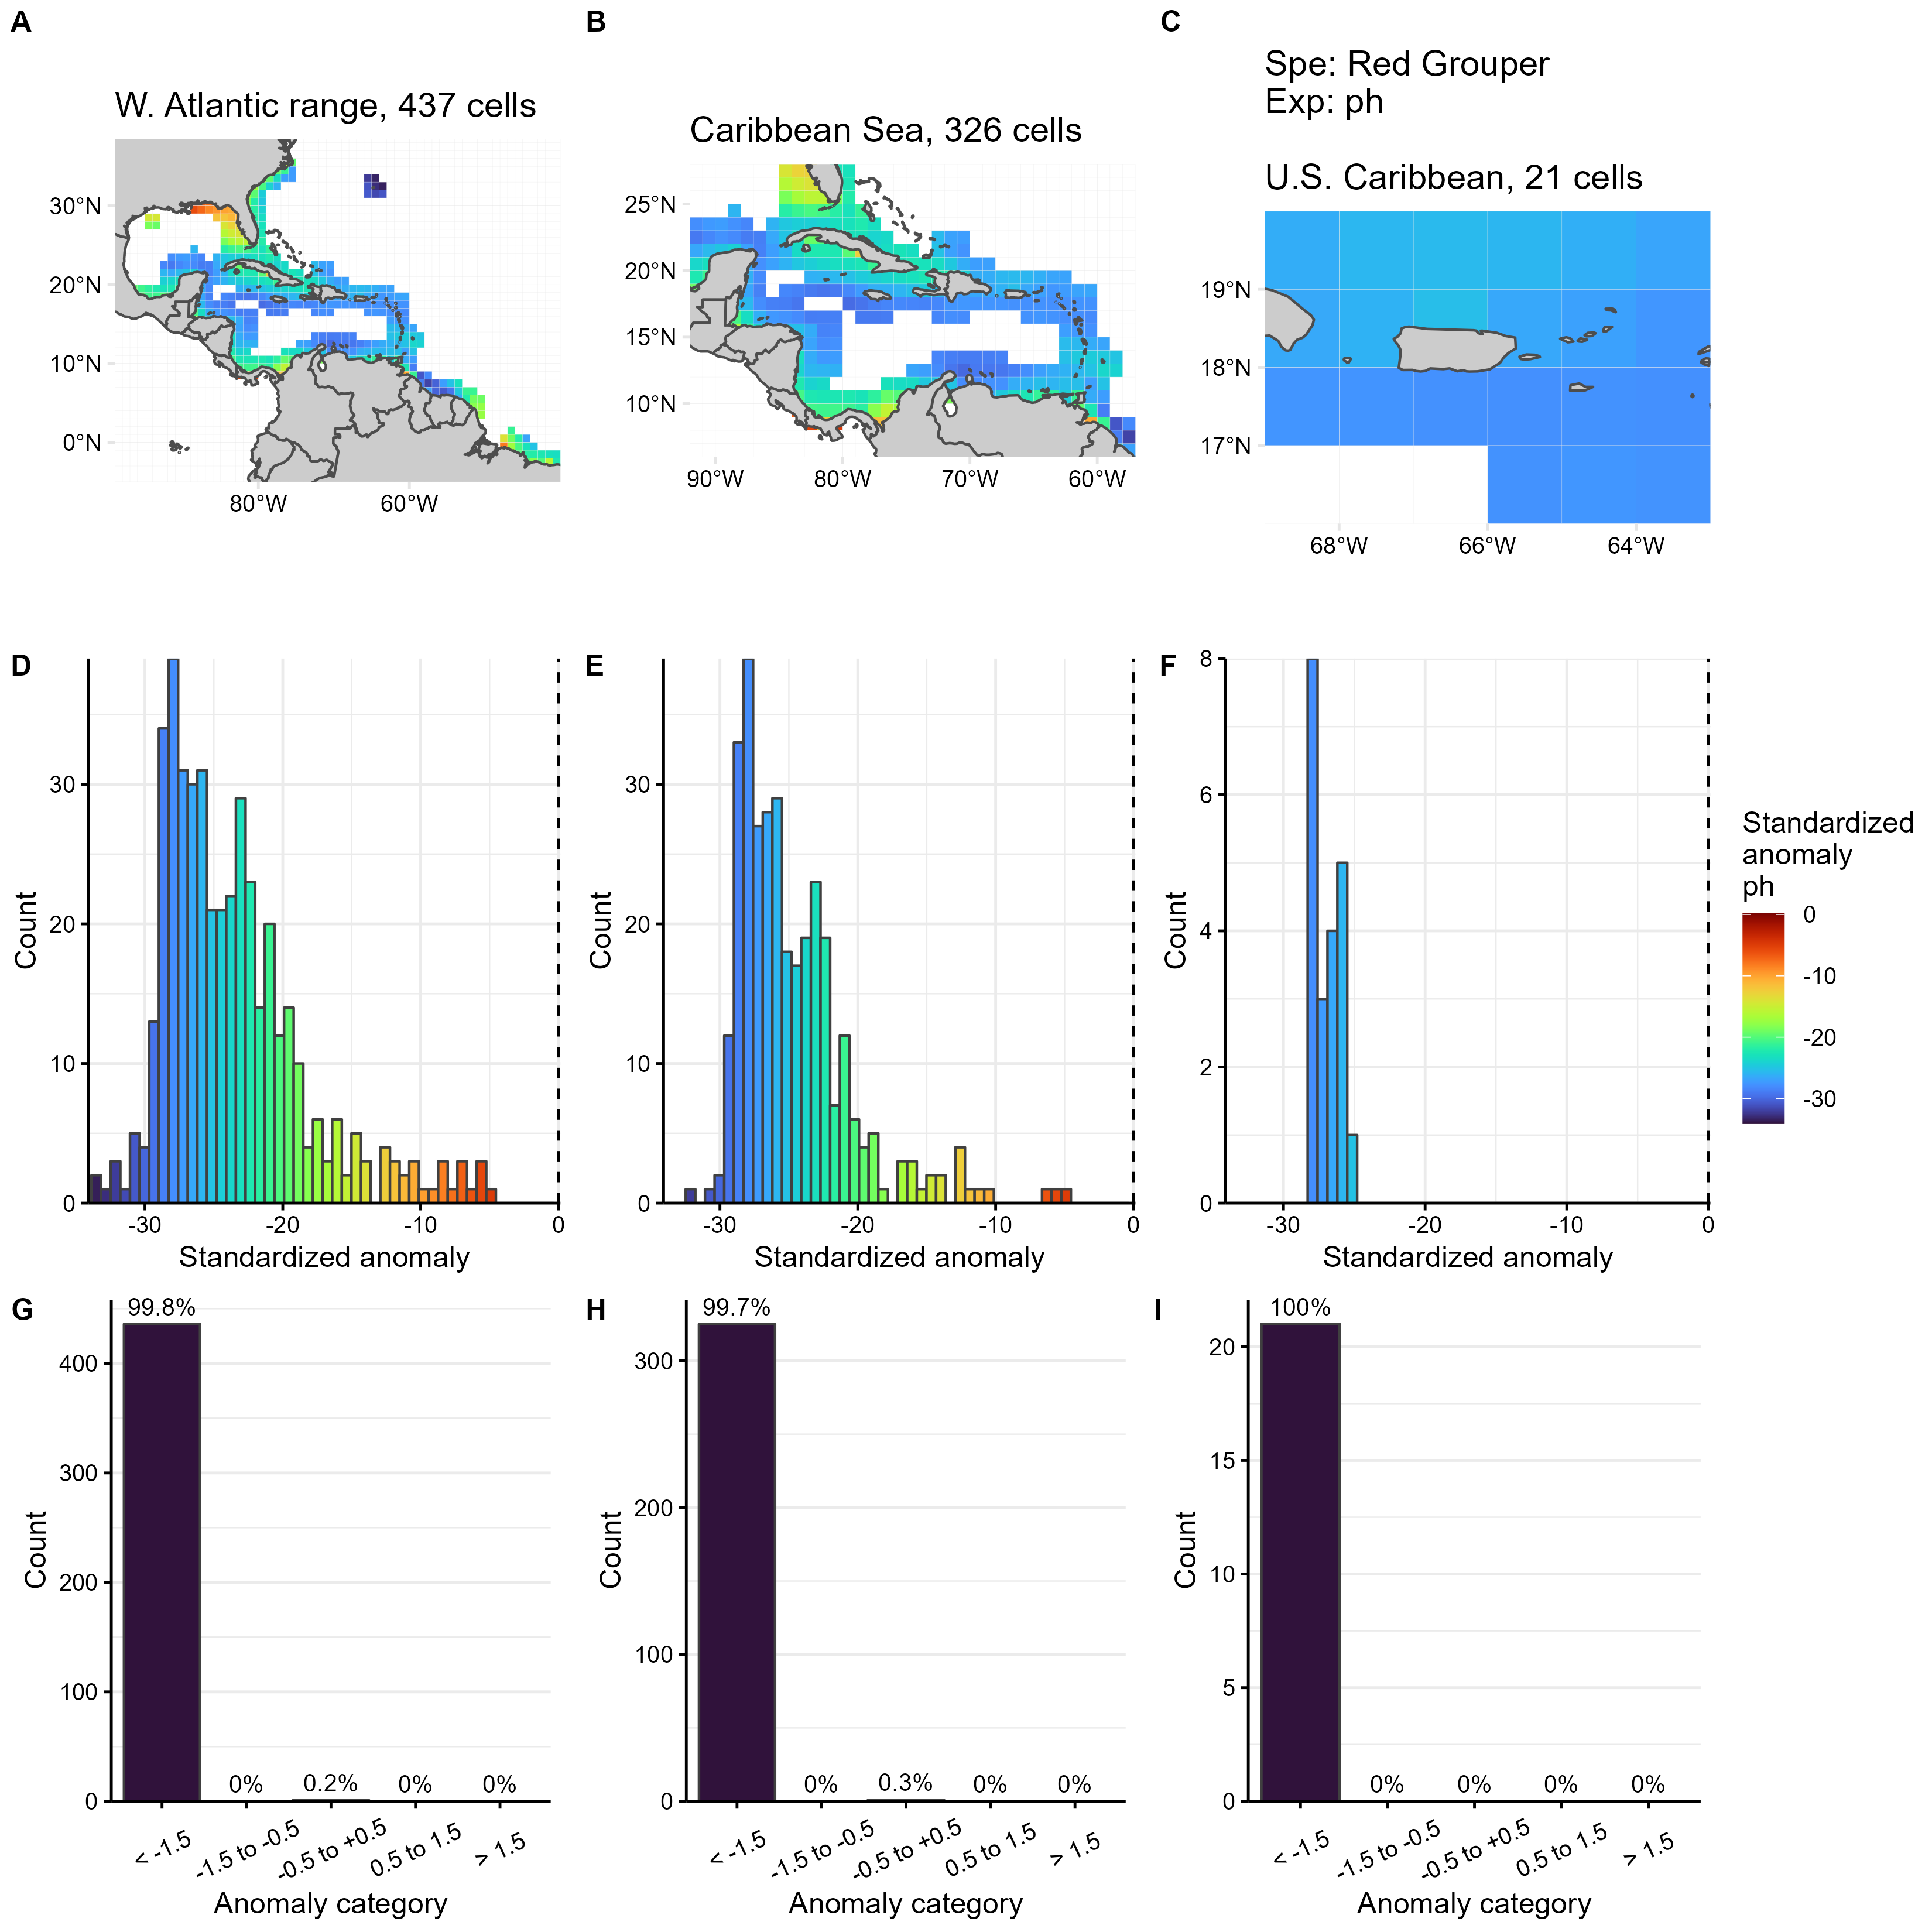 A
B
C
Spe: Red Grouper
Exp: ph
W. Atlantic range, 437 cells
Caribbean Sea, 326 cells
U.S. Caribbean, 21 cells
30°N
20°N
10°N
0°N
80°W
60°W
25°N
20°N
15°N
10°N
90°W
80°W
70°W
60°W
19°N
18°N
17°N
68°W
66°W
64°W
D
Count
30
20
10
0
-30
-20
-10
0
Standardized anomaly
E
Count
30
20
10
0
-30
-20
-10
0
Standardized anomaly
F
Count
8
6
4
2
0
-30
-20
-10
0
Standardized anomaly
Standardized
anomaly
ph
0
-10
-20
-30
G
Count
400
300
200
100
0
99.8%
0%
0.2%
0%
0%
< -1.5
-1.5 to -0.5
-0.5 to +0.5
0.5 to 1.5
> 1.5
Anomaly category
H
Count
300
200
100
0
99.7%
0%
0.3%
0%
0%
< -1.5
-1.5 to -0.5
-0.5 to +0.5
0.5 to 1.5
> 1.5
Anomaly category
I
Count
20
15
10
5
0
100%
0%
0%
0%
0%
< -1.5
-1.5 to -0.5
-0.5 to +0.5
0.5 to 1.5
> 1.5
Anomaly category